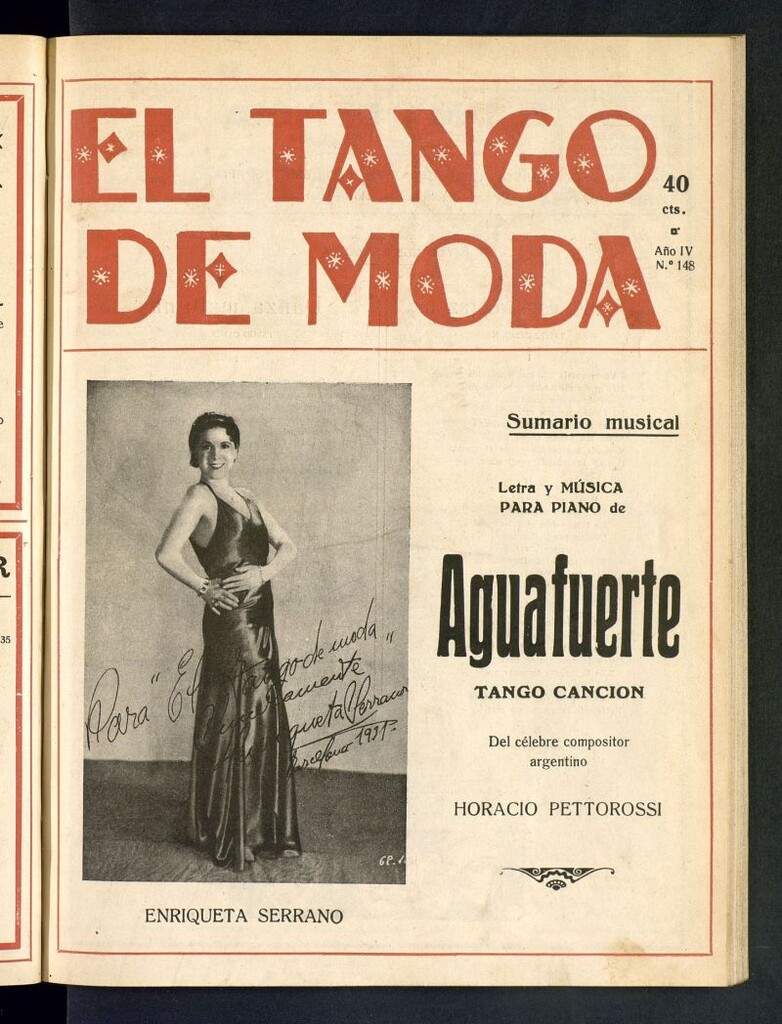 EL TANGO
DE MODA
40
cts.
Año IV
N.º 148
Sumario musical
Letra y MÚSICA
PARA PIANO de
Aguafuerte
TANGO CANCION
Del célebre compositor
argentino
HORACIO PETTOROSSI
Para "El Tango de moda"
Enriqueta Serrano
Barcelona 1931
ENRIQUETA SERRANO
R
35